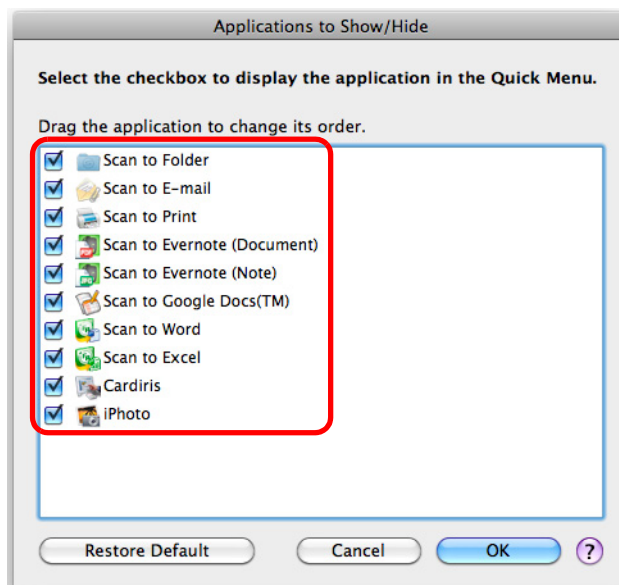 Applications to Show/Hide
Select the checkbox to display the application in the Quick Menu.
Drag the application to change its order.
Scan to Folder
Scan to E-mail
Scan to Print
Scan to Evernote (Document)
Scan to Evernote (Note)
Scan to Google Docs(TM)
Scan to Word
Scan to Excel
Cardiris
iPhoto
Restore Default Cancel OK ?